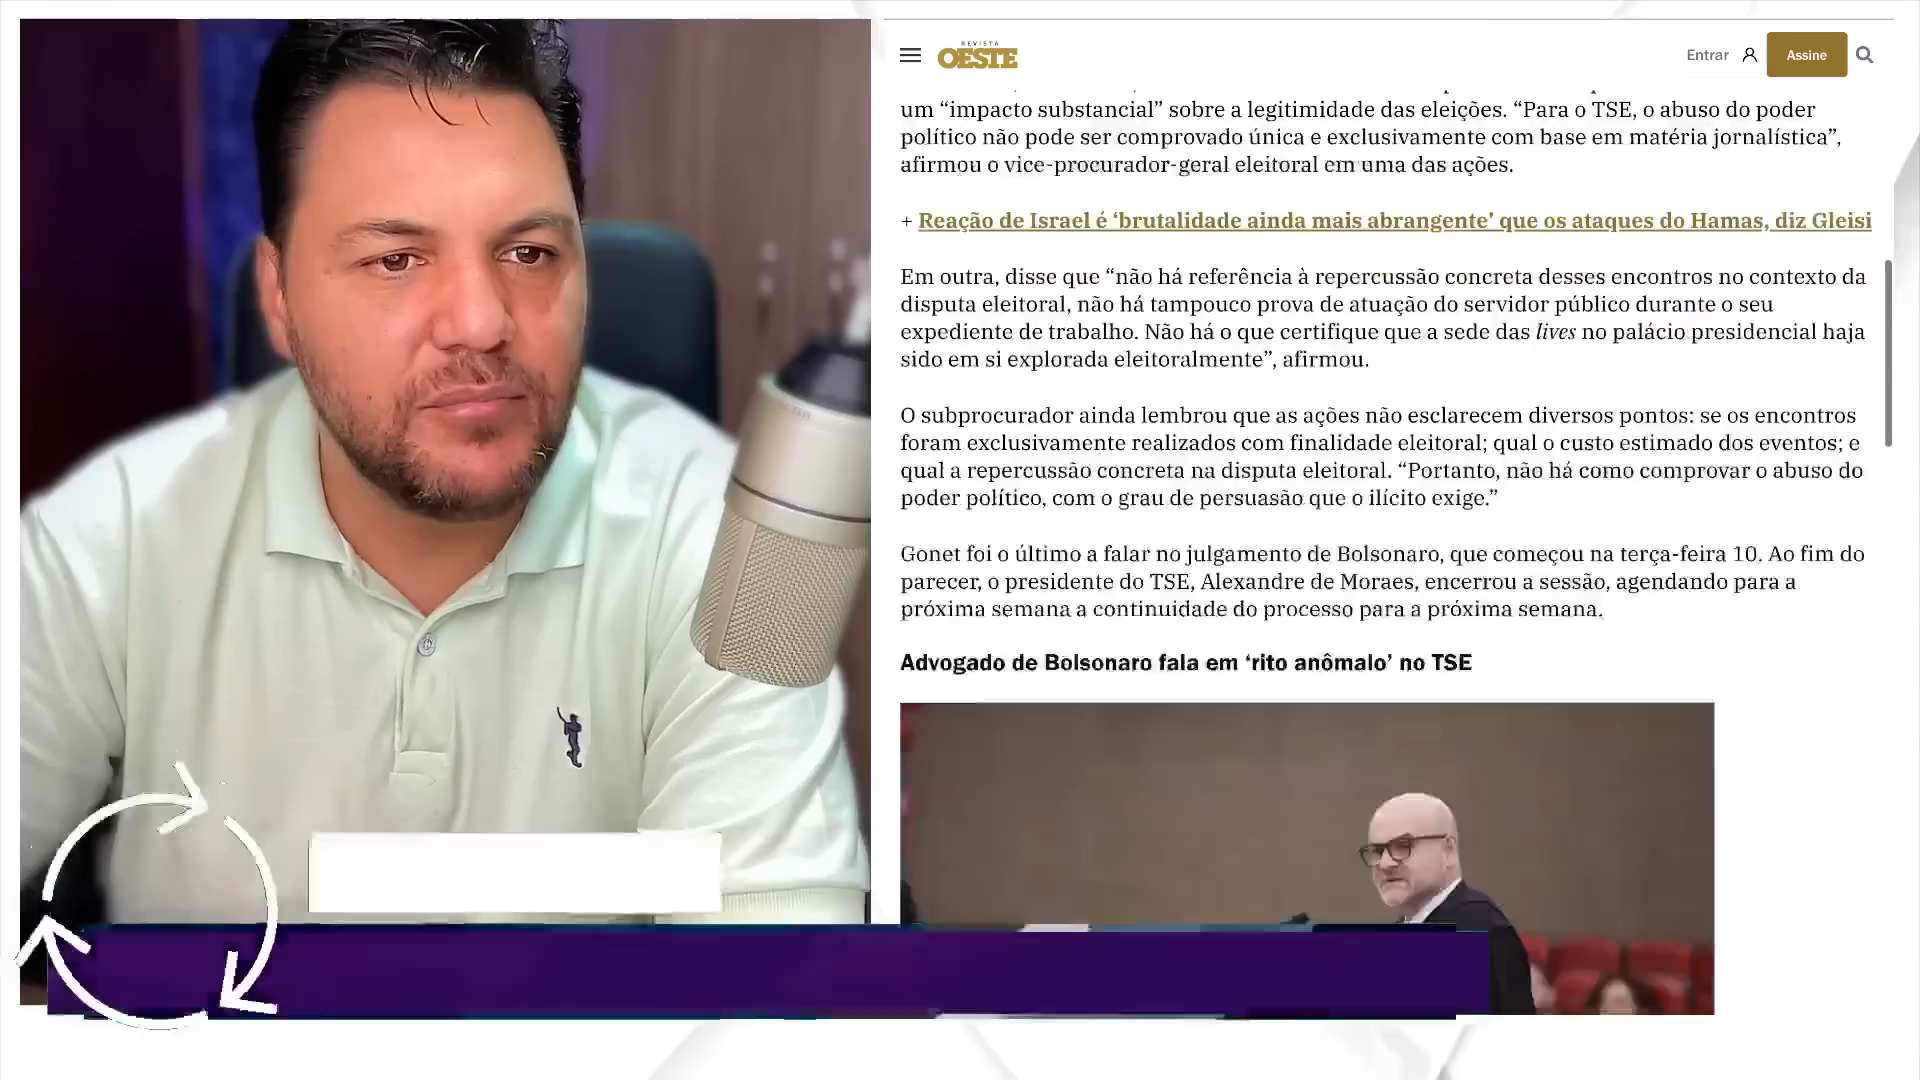 REVISTA
OESTE
Entrar
Assine
um “impacto substancial” sobre a legitimidade das eleições. “Para o TSE, o abuso do poder
político não pode ser comprovado única e exclusivamente com base em matéria jornalística”,
afirmou o vice-procurador-geral eleitoral em uma das ações.
+ Reação de Israel é ‘brutalidade ainda mais abrangente’ que os ataques do Hamas, diz Gleisi
Em outra, disse que “não há referência à repercussão concreta desses encontros no contexto da
disputa eleitoral, não há tampouco prova de atuação do servidor público durante o seu
expediente de trabalho. Não há o que certifique que a sede das lives no palácio presidencial haja
sido em si explorada eleitoralmente”, afirmou.
O subprocurador ainda lembrou que as ações não esclarecem diversos pontos: se os encontros
foram exclusivamente realizados com finalidade eleitoral; qual o custo estimado dos eventos; e
qual a repercussão concreta na disputa eleitoral. “Portanto, não há como comprovar o abuso do
poder político, com o grau de persuasão que o ilícito exige.”
Gonet foi o último a falar no julgamento de Bolsonaro, que começou na terça-feira 10. Ao fim do
parecer, o presidente do TSE, Alexandre de Moraes, encerrou a sessão, agendando para a
próxima semana a continuidade do processo para a próxima semana.
Advogado de Bolsonaro fala em ‘rito anômalo’ no TSE